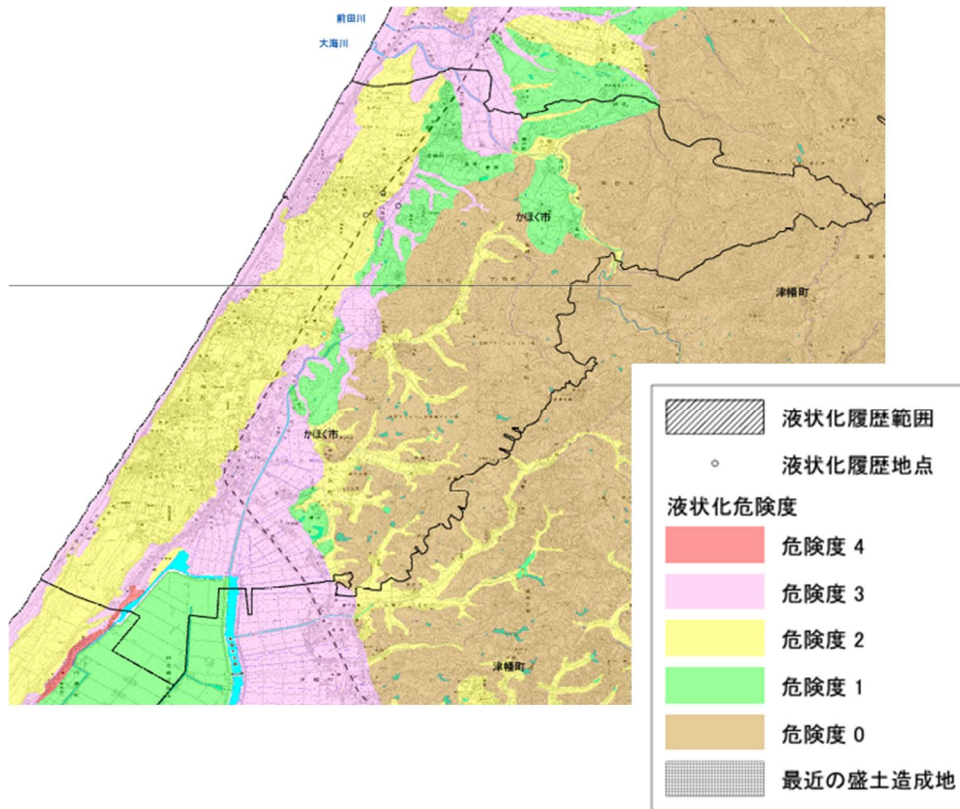 前田川
大海川
かほく市
津幡町
かほく市
津幡町
液状化履歴範囲
液状化履歴地点
液状化危険度
危険度 4
危険度 3
危険度 2
危険度 1
危険度 0
最近の盛土造成地